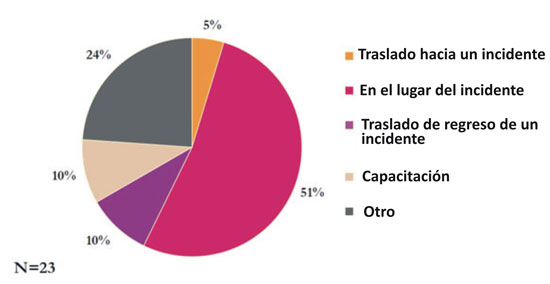 5%
24%
10%
10%
51%
N=23
Traslado hacia un incidente
En el lugar del incidente
Traslado de regreso de un
incidente
Capacitación
Otro